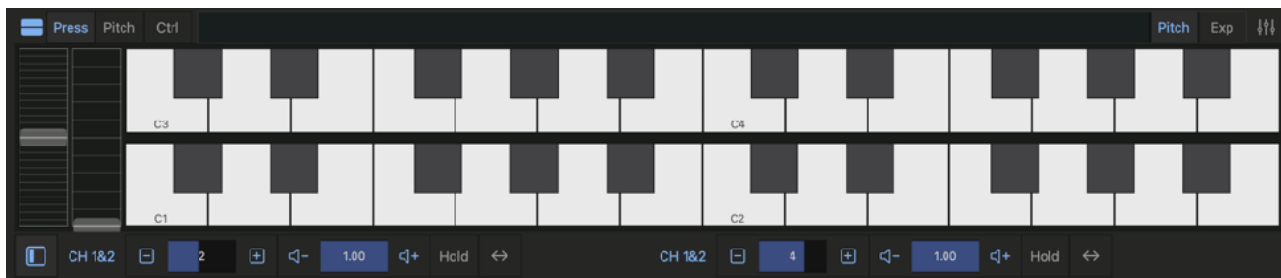 Press Pitch Ctrl Pitch Exp
C3 C4
C1 C2
CH 1&2 2 1.00 Hold CH 1&2 4 1.00 Hold